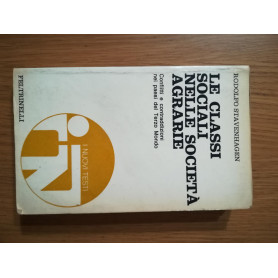 RODOLFO STAVENHAGEN
LE CLASSI
SOCIALI
NELLE SOCIETÀ
AGRARIE
Conflitti e contraddizioni
nei paesi del Terzo Mondo
I NUOVI TESTI
FELTRINELLI